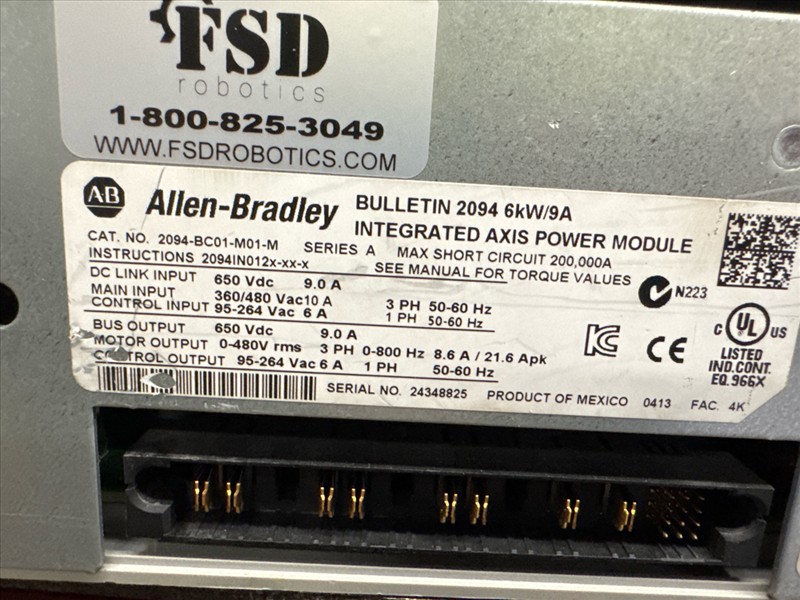 FSD
robotics
1-800-825-3049
WWW.FSDROBOTICS.COM
A-B Allen-Bradley
BULLETIN 2094 6kW/9A
INTEGRATED AXIS POWER MODULE
CAT. NO. 2094-BC01-M01-M SERIES A MAX SHORT CIRCUIT 200,000A
INSTRUCTIONS 2094IN012x-xx-x SEE MANUAL FOR TORQUE VALUES
DC LINK INPUT 650 Vdc 9.0 A
MAIN INPUT 360/480 Vac 10 A 3 PH 50-60 Hz
CONTROL INPUT 95-264 Vac 6 A 1 PH 50-60 Hz
BUS OUTPUT 650 Vdc 9.0 A
MOTOR OUTPUT 0-480V rms 3 PH 0-800 Hz 8.6 A / 21.6 Apk
CONTROL OUTPUT 95-264 Vac 6 A 1 PH 50-60 Hz
N223
KC CE
C UL US
LISTED
IND.CONT.
EQ.966X
SERIAL NO. 24348825 PRODUCT OF MEXICO 0413 FAC. 4K